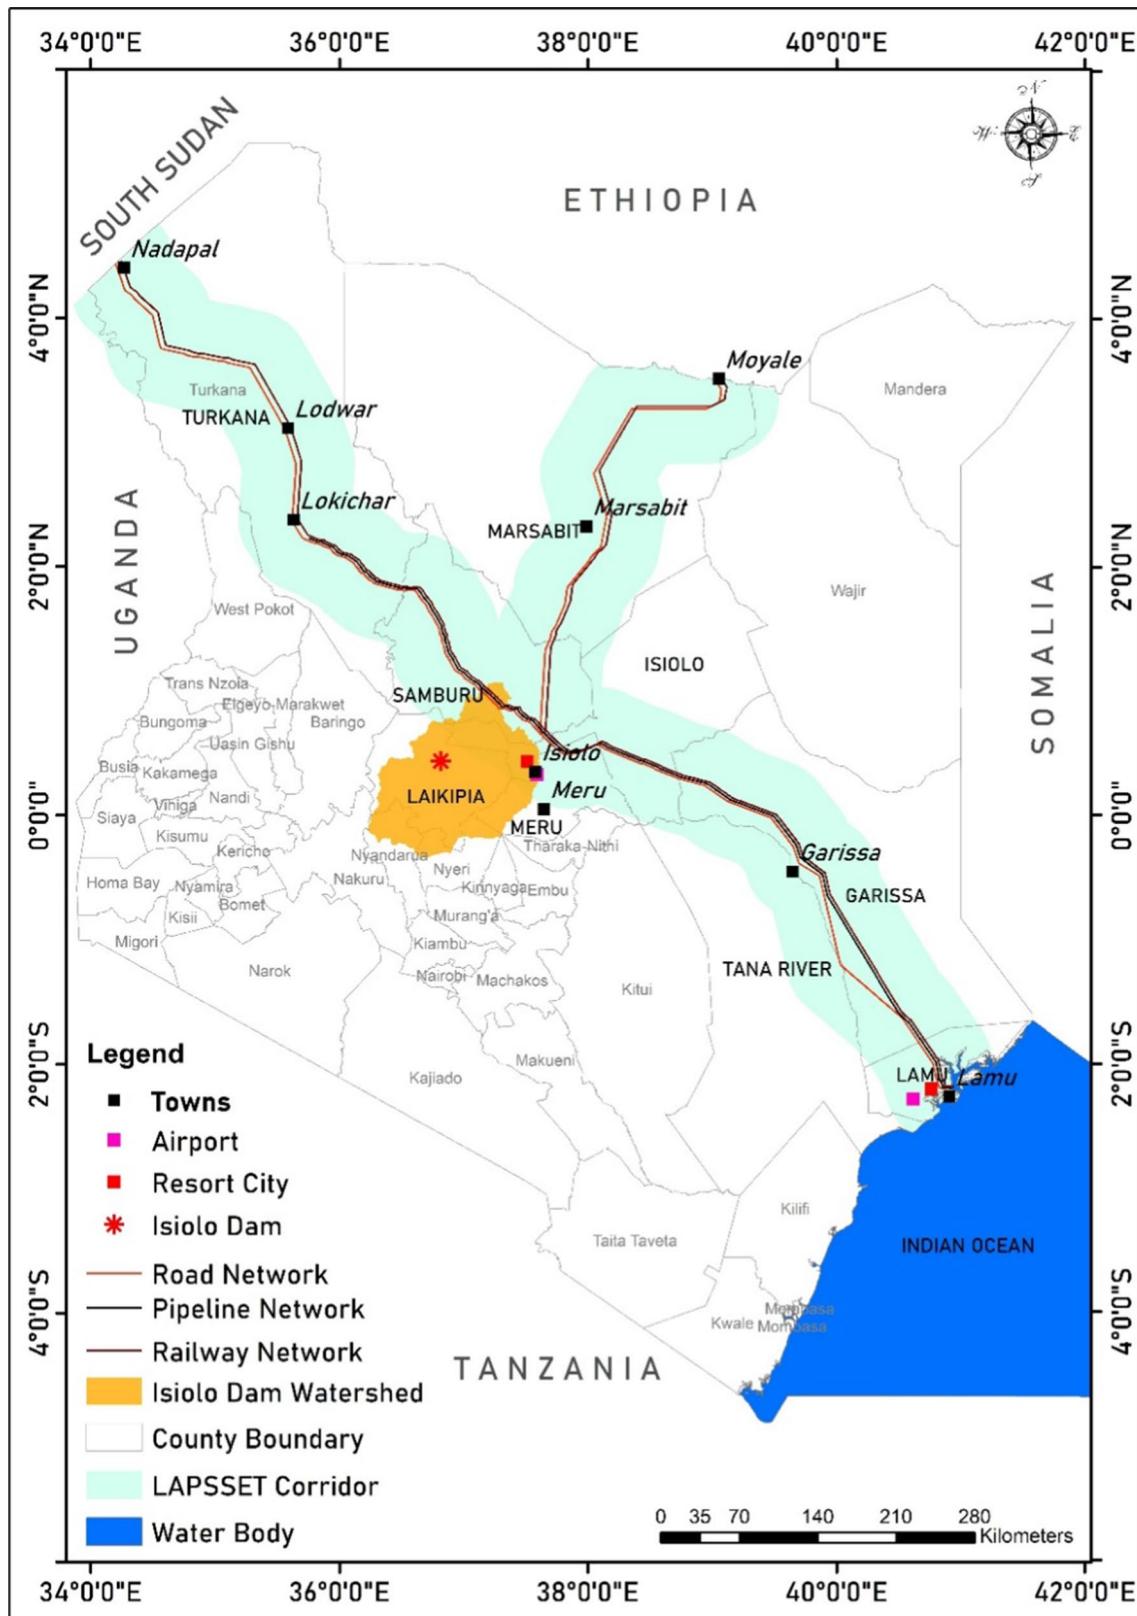 34°0'0"E 36°0'0"E 38°0'0"E 40°0'0"E 42°0'0"E
SOUTH SUDAN
ETHIOPIA
Nadapal
4°0'0"N
4°0'0"N
Moyale
Turkana
TURKANA
Lodwar
Mandera
Lokichar
Marsabit
MARSABIT
UGANDA
2°0'0"N
2°0'0"N
West Pokot
Wajir
SOMALIA
ISIOLO
Trans Nzoia
SAMBURU
Elgeyo-Marakwet
Bungoma
Baringo
Uasin Gishu
Isiolo
Busia
Kakamega
Meru
LAIKIPIA
Nandi
Vihiga
0°0'0"
0°0'0"
Siaya
MERU
Kisumu
Tharaka-Nithi
Kericho
Nyandarua
Garissa
Nyeri
Homa Bay
Nyamira
Nakuru
Kirinyaga
Embu
GARISSA
Bomet
Kisii
Murang'a
Migori
Kiambu
Narok
Nairobi
Machakos
TANA RIVER
Kitui
Legend
Makueni
Kajiado
LAMU
Lamu
2°0'0"S
2°0'0"S
Towns
Airport
Resort City
Kilifi
Isiolo Dam
Taita Taveta
INDIAN OCEAN
Road Network
Pipeline Network
Mombasa
Kwale
Mombasa
4°0'0"S
4°0'0"S
Railway Network
TANZANIA
Isiolo Dam Watershed
County Boundary
LAPSSET Corridor
Water Body
0 35 70 140 210 280
Kilometers
34°0'0"E 36°0'0"E 38°0'0"E 40°0'0"E 42°0'0"E